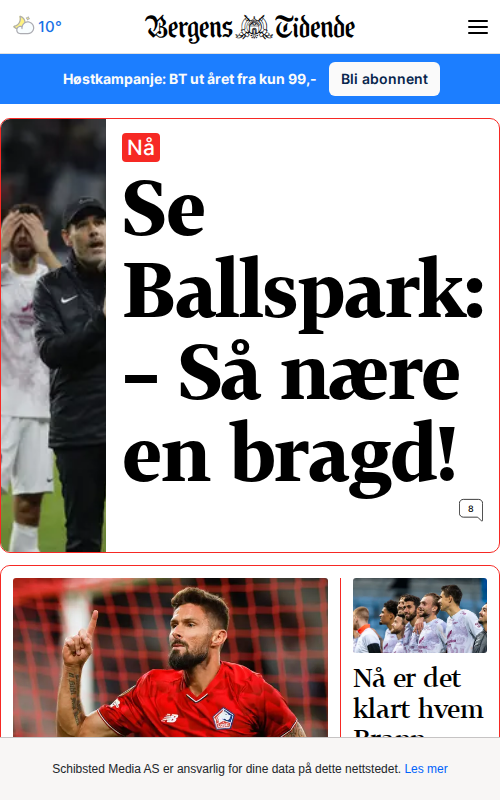 10°
Bergens Tidende
Høstkampanje: BT ut året fra kun 99,-
Bli abonnent
Nå
Se
Ballspark:
– Så nære
en bragd!
8
Nå er det
klart hvem
Brann
Schibsted Media AS er ansvarlig for dine data på dette nettstedet. Les mer